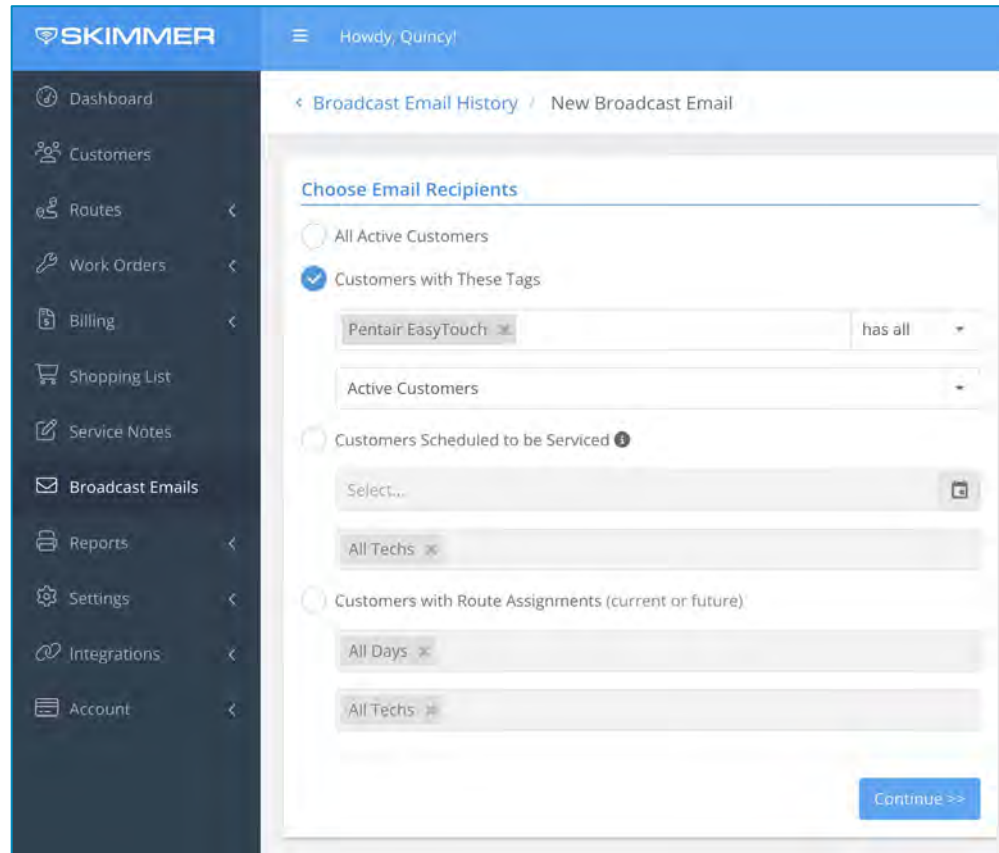 SKIMMER
Howdy, Quincy!
Dashboard
Customers
Routes
Work Orders
Billing
Shopping List
Service Notes
Broadcast Emails
Reports
Settings
Integrations
Account
< Broadcast Email History / New Broadcast Email
Choose Email Recipients
All Active Customers
Customers with These Tags
Pentair EasyTouch × has all
Active Customers
Customers Scheduled to be Serviced
Select...
All Techs ×
Customers with Route Assignments (current or future)
All Days ×
All Techs ×
Continue >>